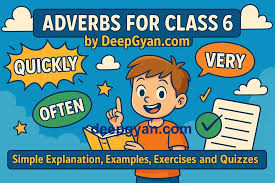 ADVERBS FOR CLASS 6
by DeepGyan.com
QUICKLY
VERY
OFTEN
deepgyan.com
Simple Explanation, Examples, Exercises and Quizzes